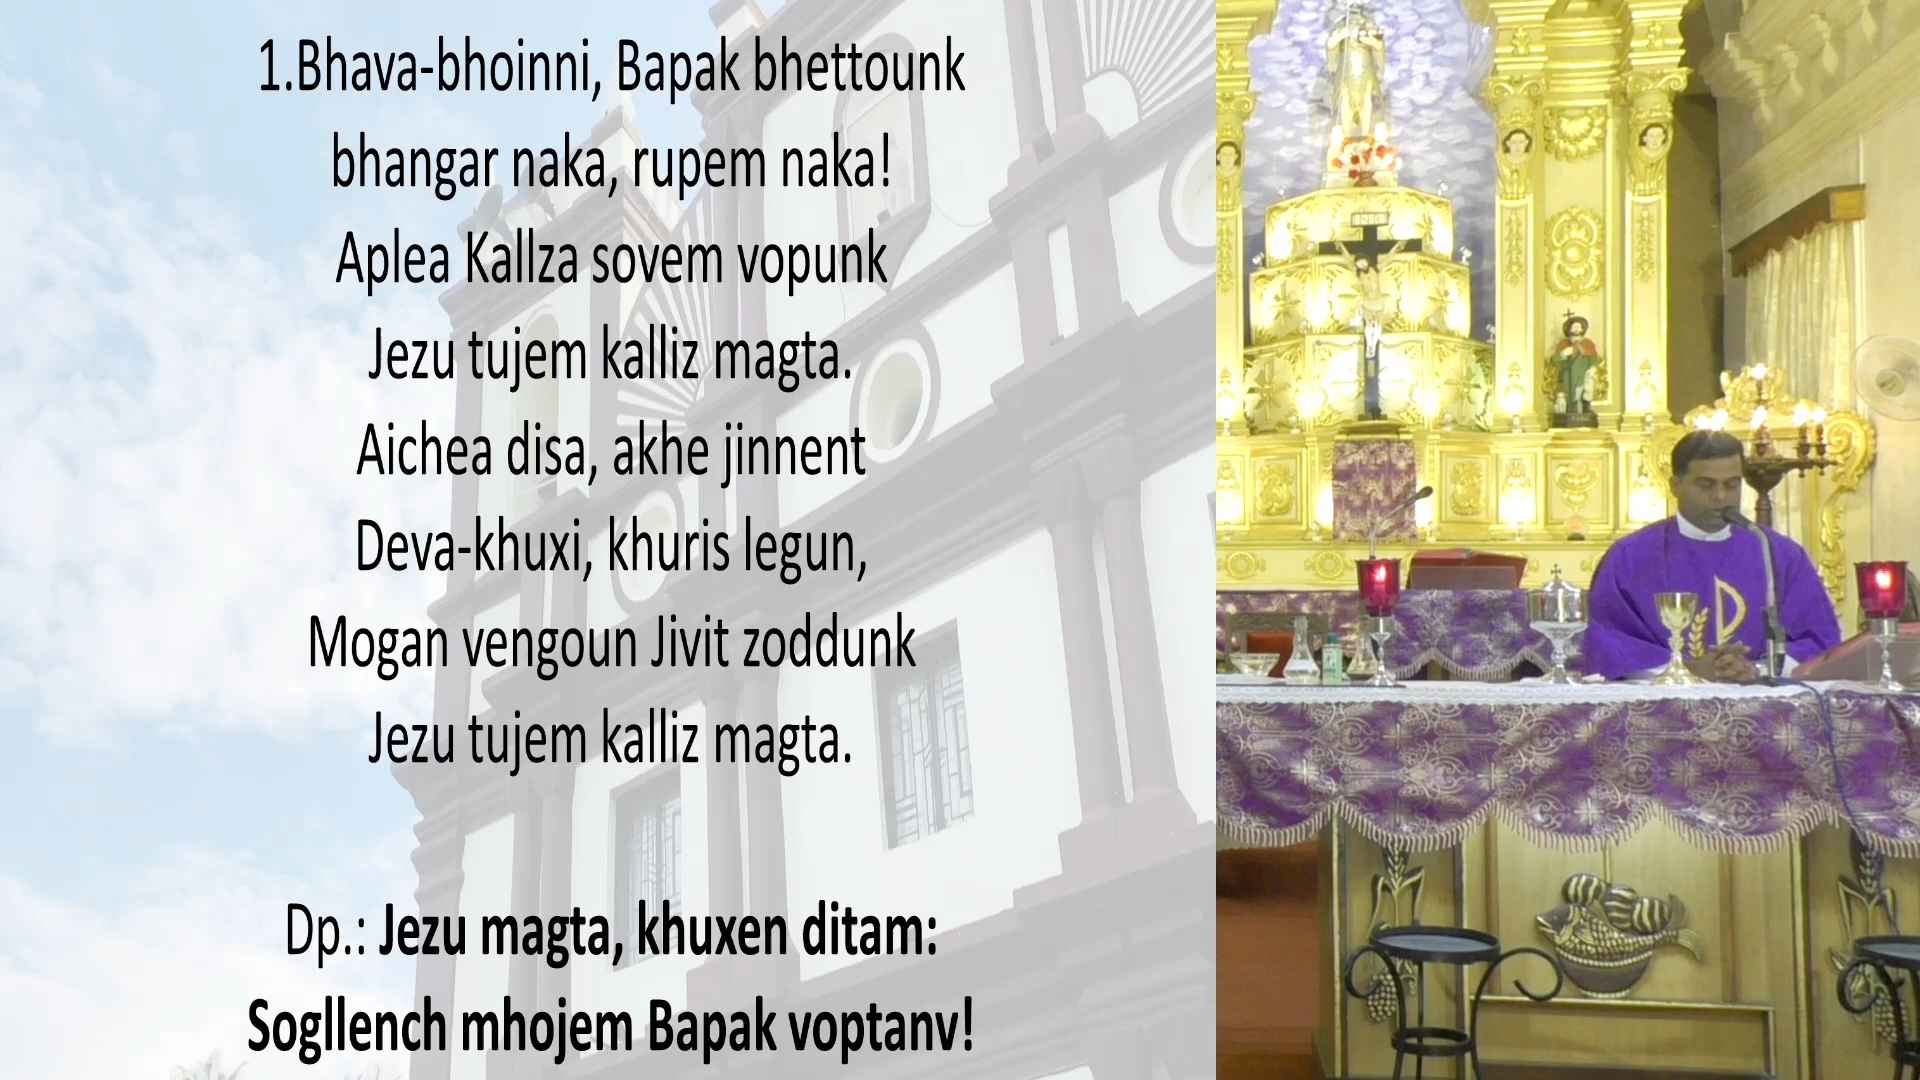 1.Bhava-bhoinni, Bapak bhettounk
bhangar naka, rupem naka!
Aplea Kallza sovem vopunk
Jezu tujem kalliz magta.
Aichea disa, akhe jinnent
Deva-khuxi, khuris legun,
Mogan vengoun Jivit zoddunk
Jezu tujem kalliz magta.
Dp.: Jezu magta, khuxen ditam:
Sogllench mhojem Bapak voptanv!